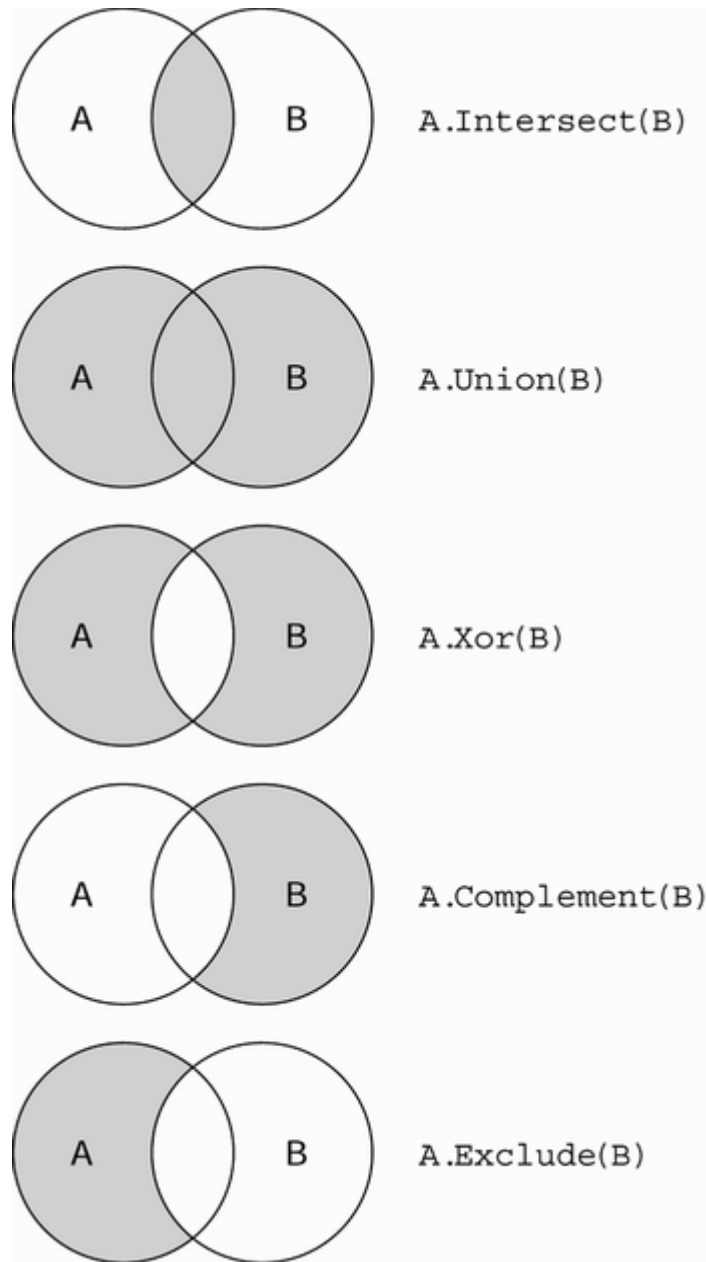 A B A.Intersect(B)
A B A.Union(B)
A B A.Xor(B)
A B A.Complement(B)
A B A.Exclude(B)